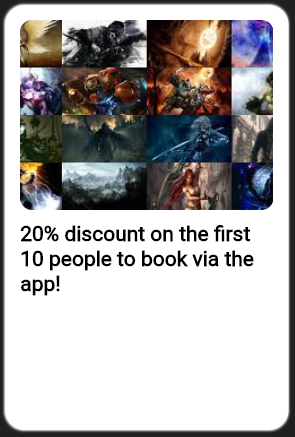 20% discount on the first
10 people to book via the
app!